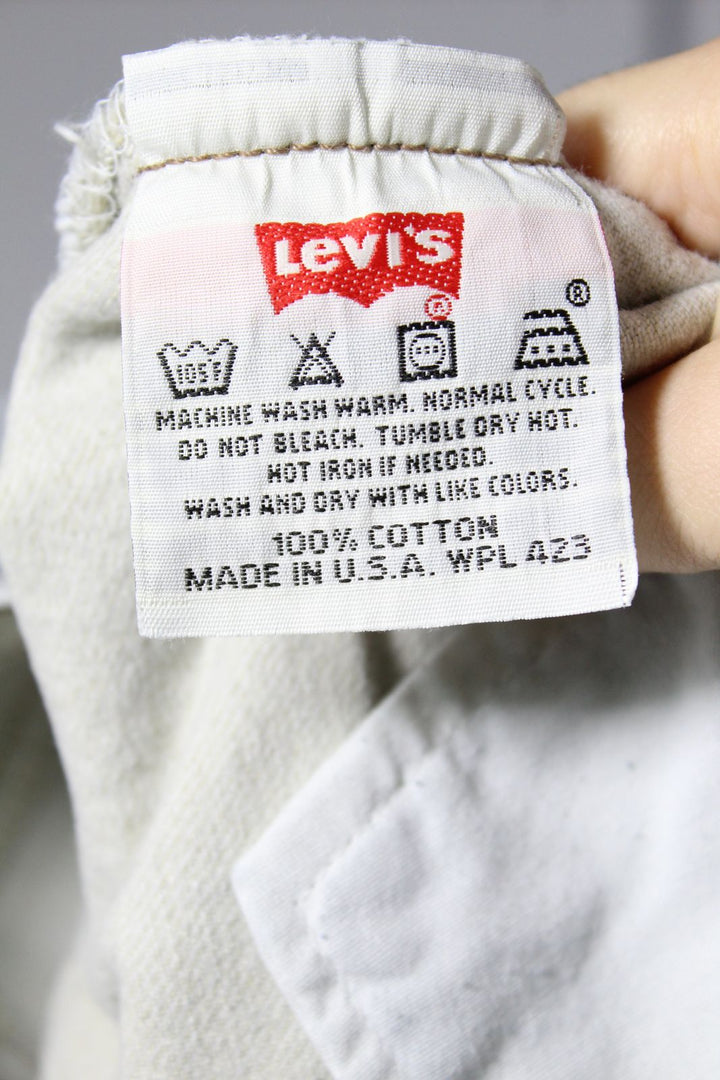 Levi's
®
®
105F
MACHINE WASH WARM. NORMAL CYCLE.
DO NOT BLEACH. TUMBLE DRY HOT.
HOT IRON IF NEEDED.
WASH AND DRY WITH LIKE COLORS.
100% COTTON
MADE IN U.S.A. WPL 423